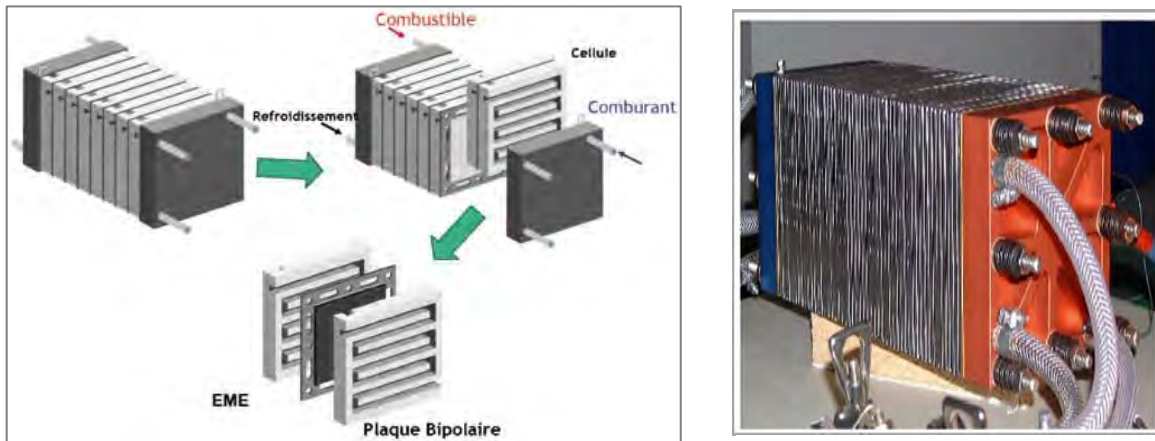 Combustible
Cellule
Refroidissement
Comburant
EME
Plaque Bipolaire